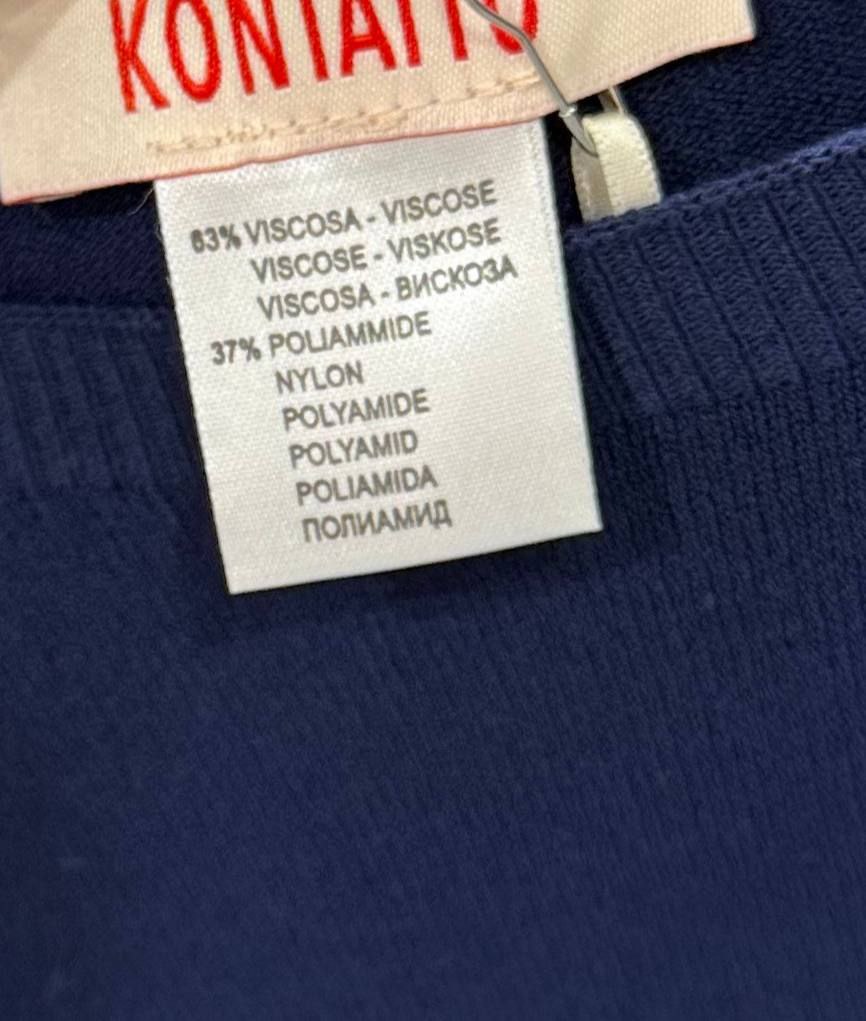 KONTATTO
63% VISCOSA - VISCOSE
VISCOSE - VISKOSE
VISCOSA - ВИСКОЗА
37% POLIAMMIDE
NYLON
POLYAMIDE
POLYAMID
POLIAMIDA
ПОЛИАМИД